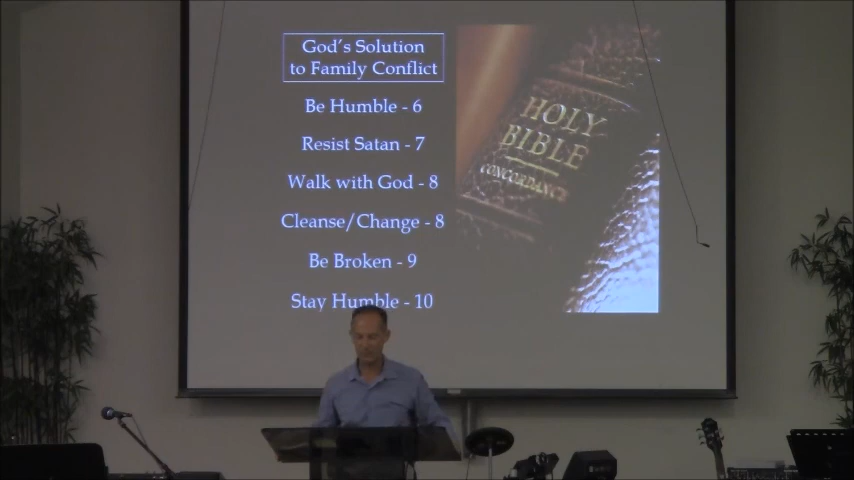 God's Solution
to Family Conflict
Be Humble - 6
Resist Satan - 7
Walk with God - 8
Cleanse/Change - 8
Be Broken - 9
Stay Humble - 10
HOLY
BIBLE
CONCORDANCE